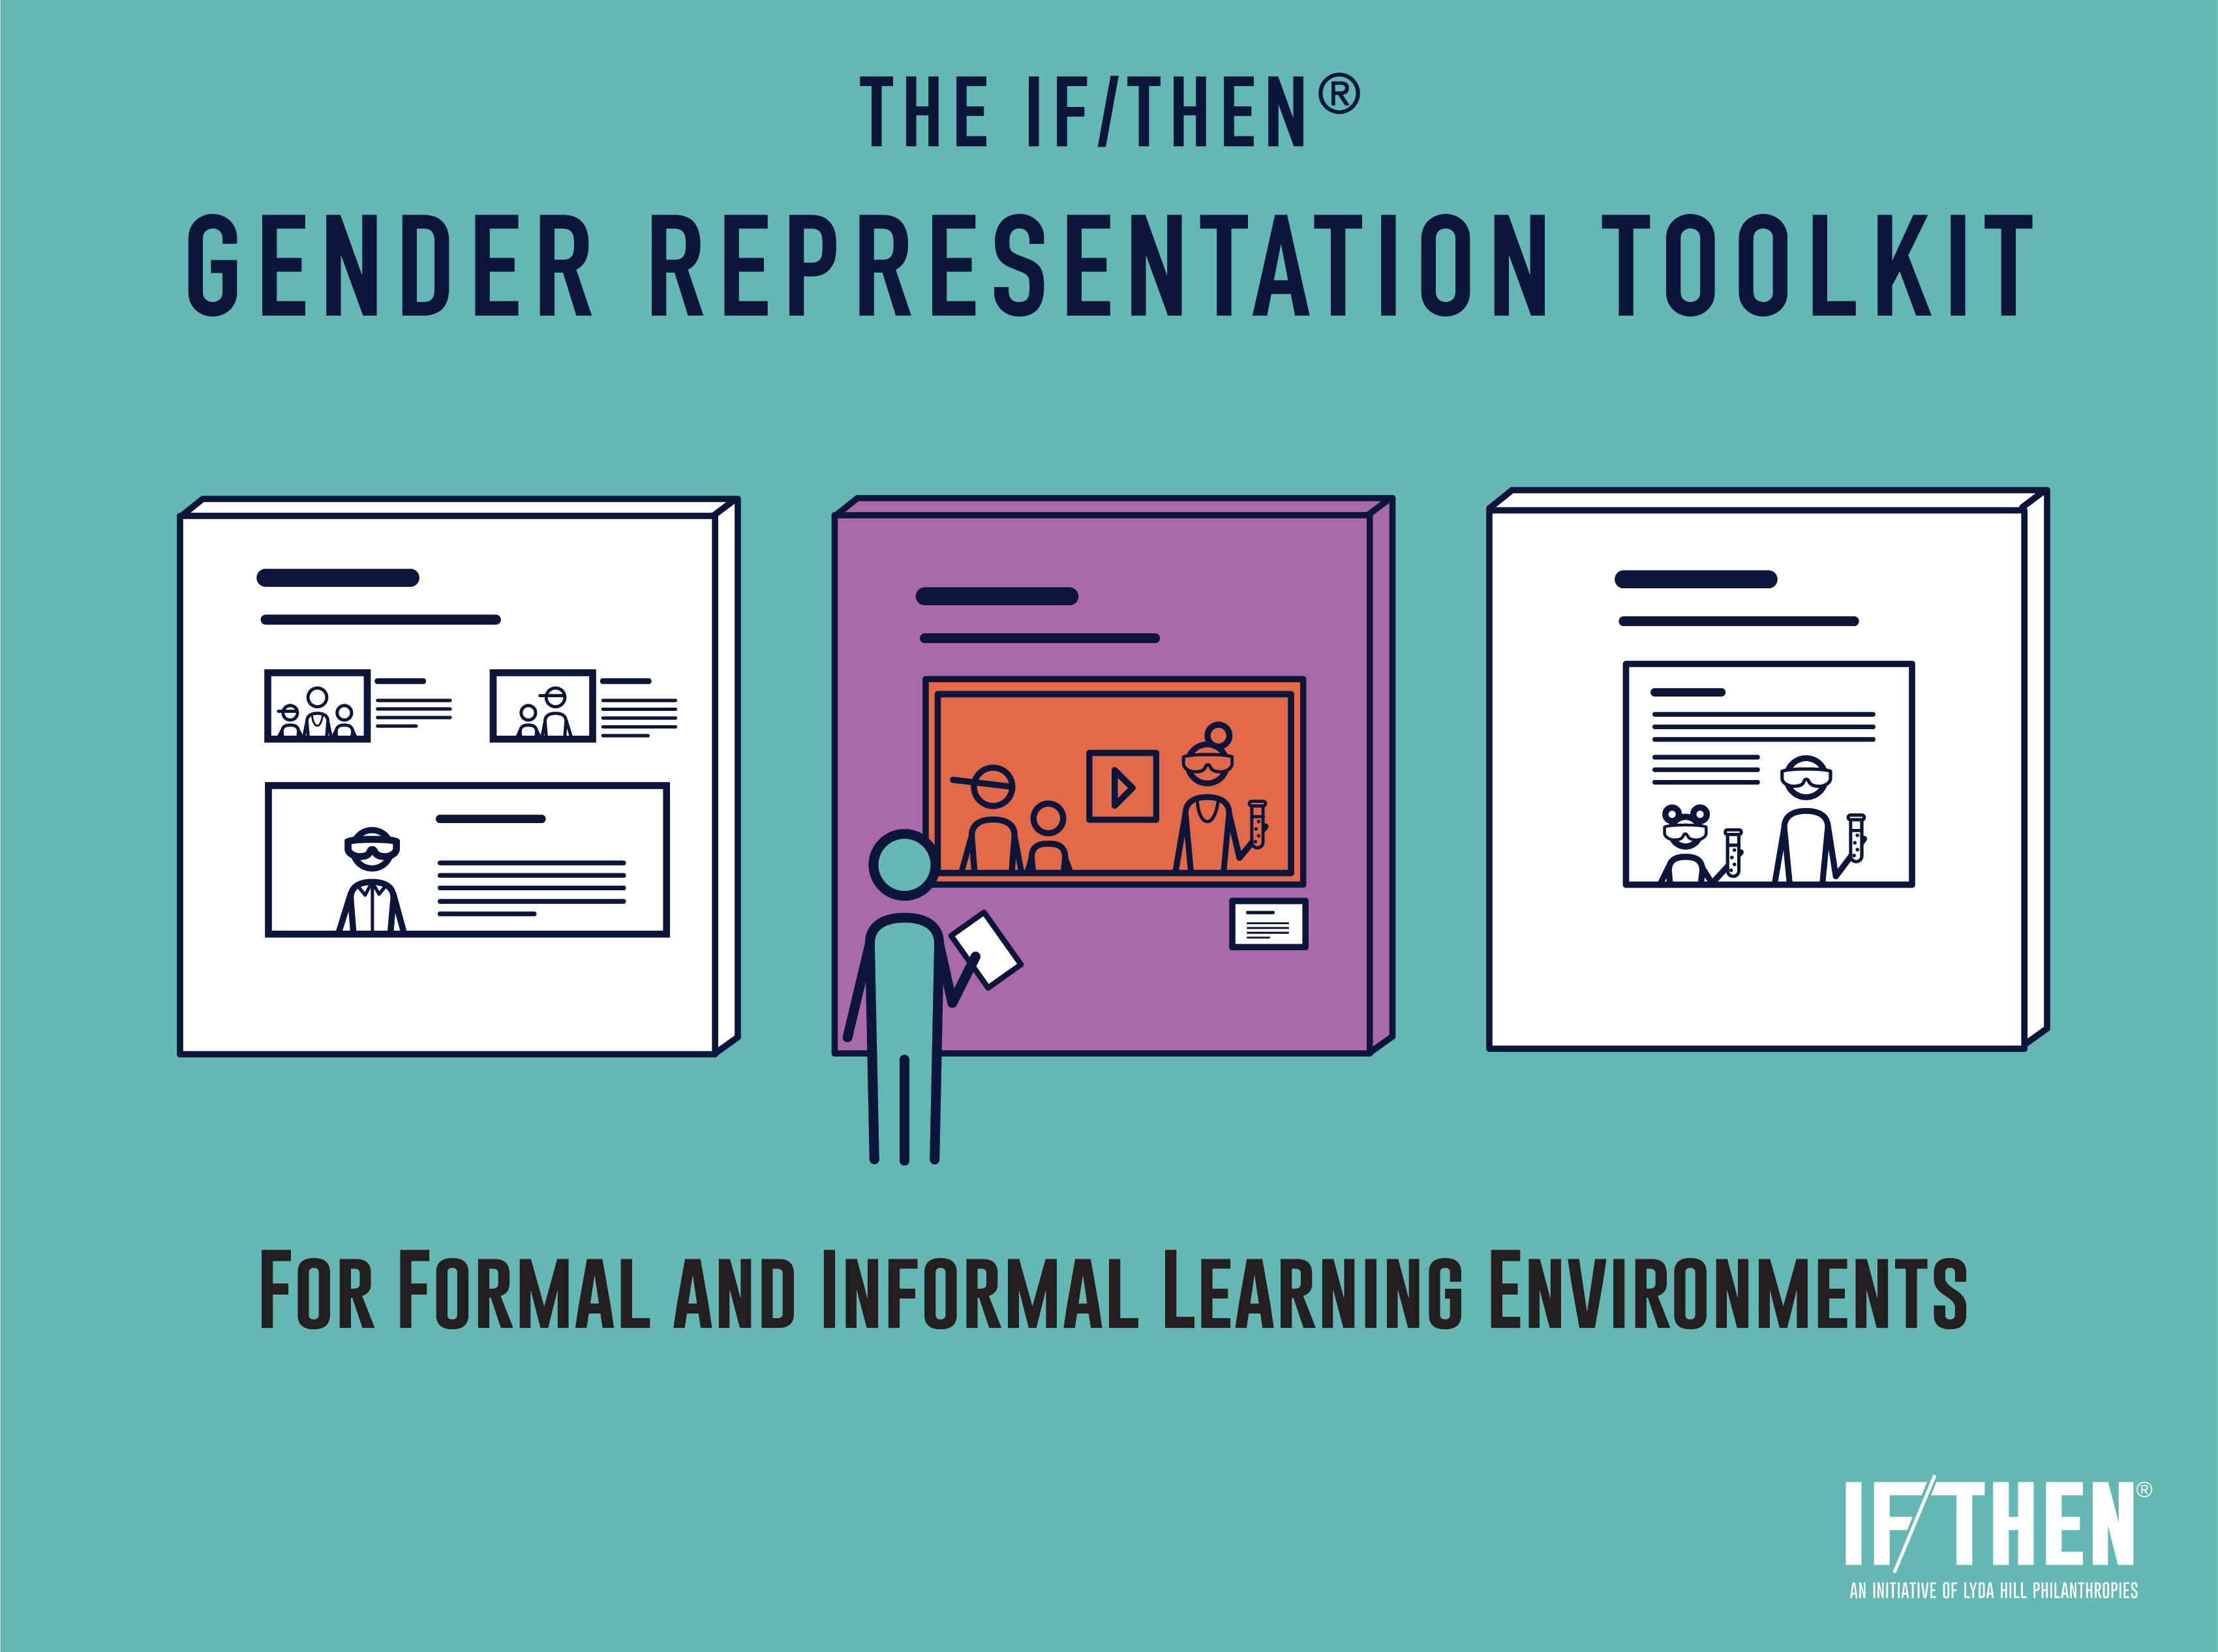 THE IF/THEN®
GENDER REPRESENTATION TOOLKIT
FOR FORMAL AND INFORMAL LEARNING ENVIRONMENTS
IF/THEN®
AN INITIATIVE OF LYDA HILL PHILANTHROPIES